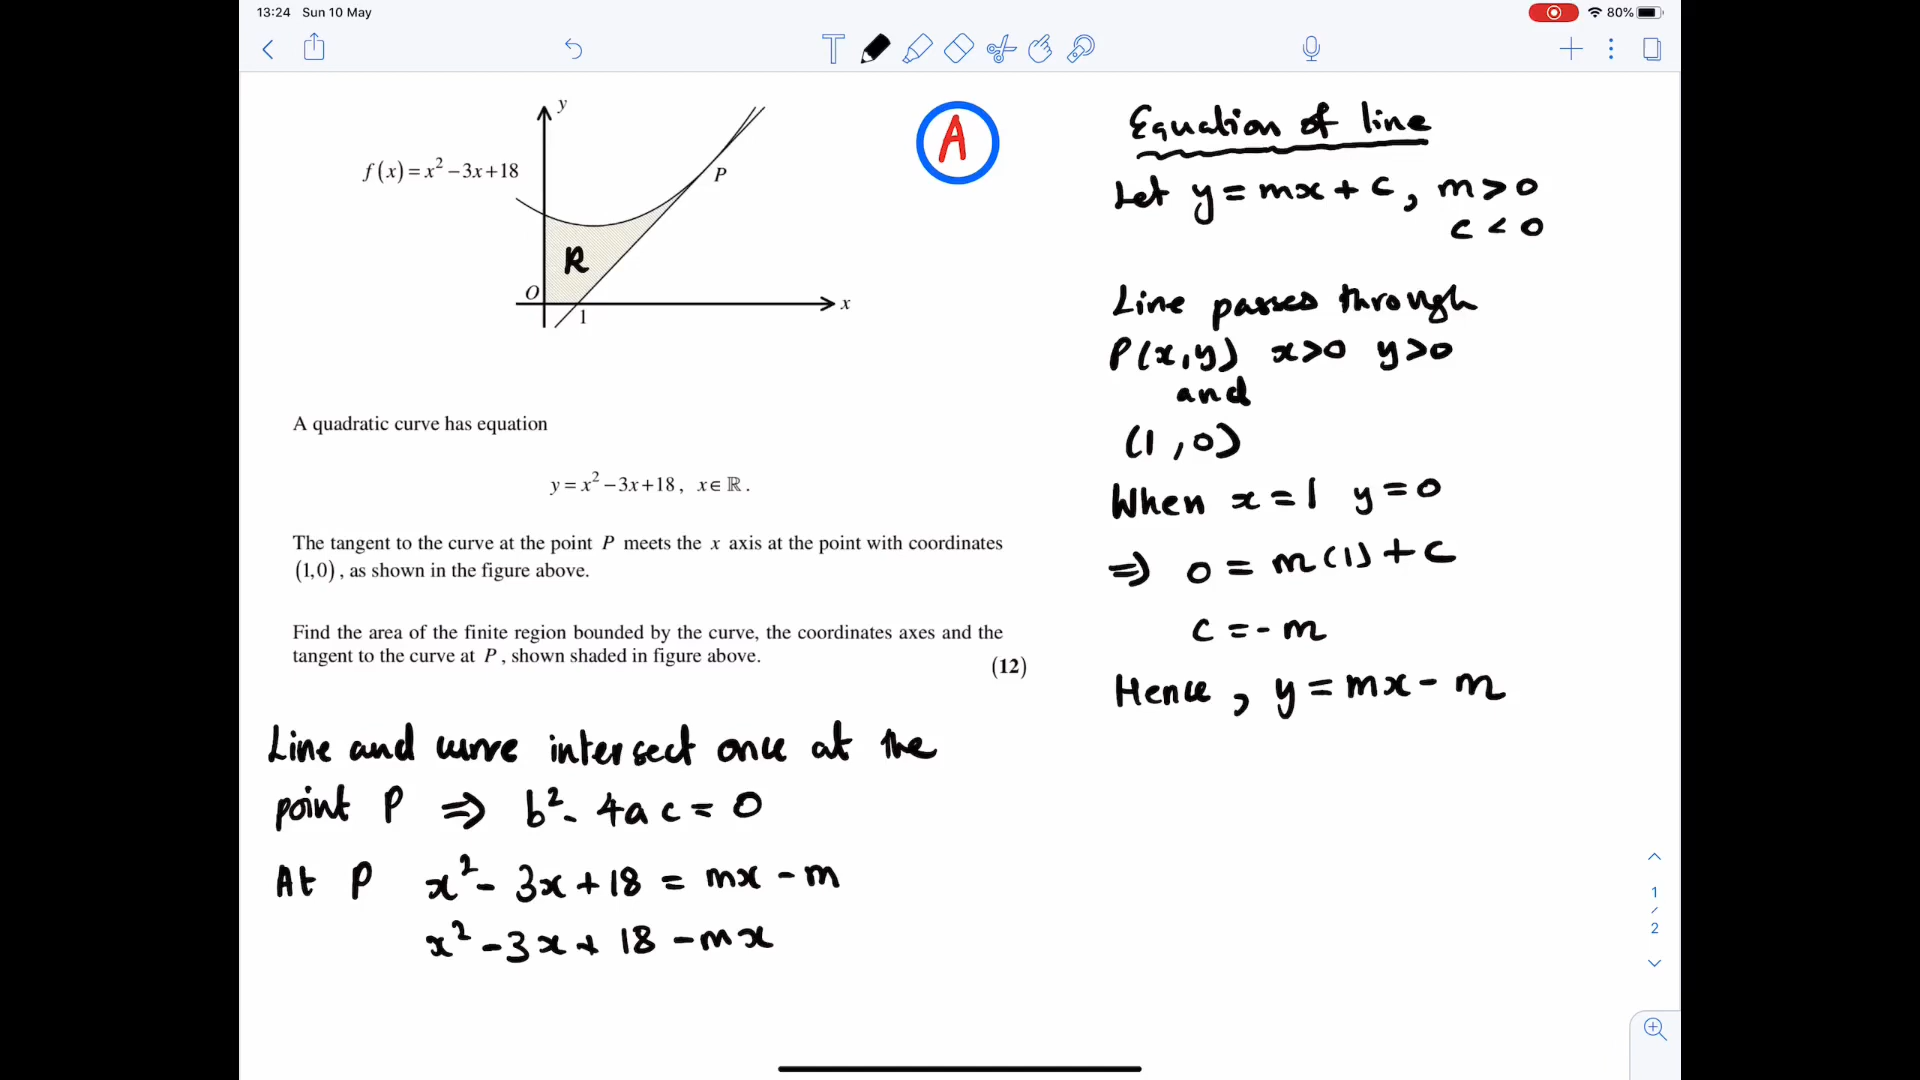 13:24 Sun 10 May
80%
y
f(x) = x² − 3x + 18
P
R
O
1
x
A
A quadratic curve has equation
y = x² − 3x + 18, x ∈ ℝ.
The tangent to the curve at the point P meets the x axis at the point with coordinates
(1,0), as shown in the figure above.
Find the area of the finite region bounded by the curve, the coordinates axes and the
tangent to the curve at P, shown shaded in figure above.
(12)
Line and curve intersect once at the
point P ⇒ b² - 4ac = 0
At P x² - 3x + 18 = mx - m
x² - 3x + 18 - mx
Equation of line
Let y = mx + c, m > 0
c < 0
Line passes through
P(x,y) x>0 y>0
and
(1,0)
When x = 1 y = 0
⇒ 0 = m(1) + c
c = -m
Hence, y = mx - m
1
/
2